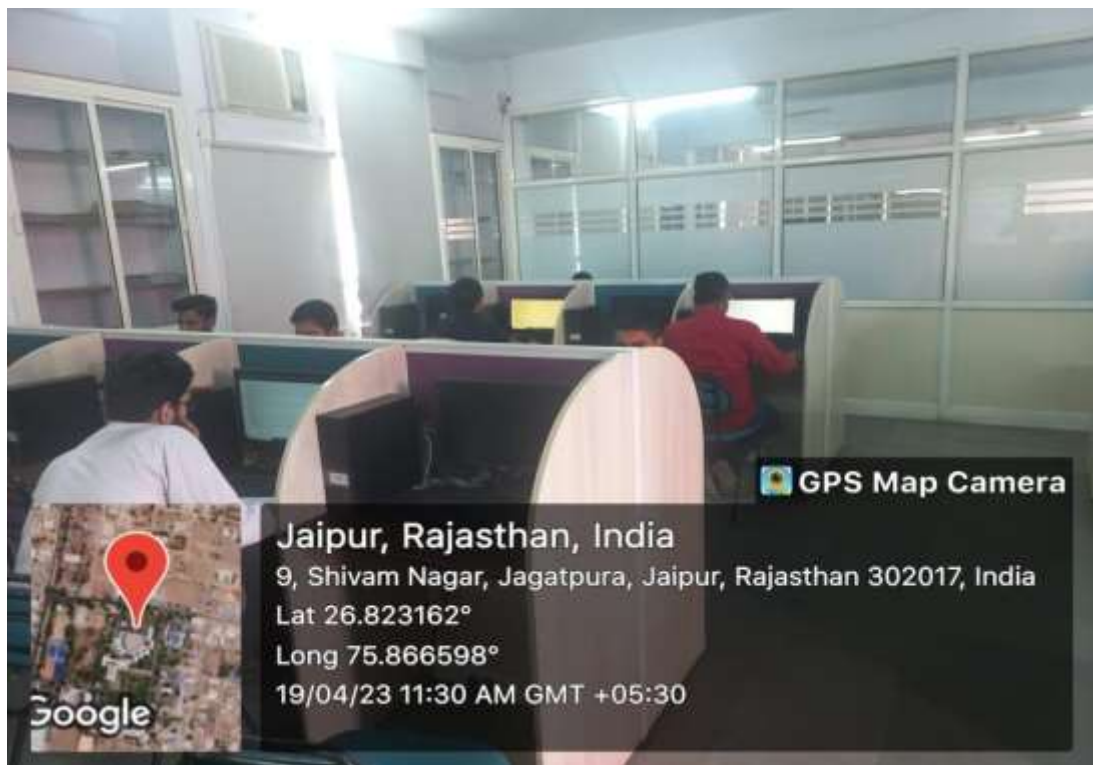 GPS Map Camera
Jaipur, Rajasthan, India
9, Shivam Nagar, Jagatpura, Jaipur, Rajasthan 302017, India
Lat 26.823162°
Long 75.866598°
19/04/23 11:30 AM GMT +05:30
Google